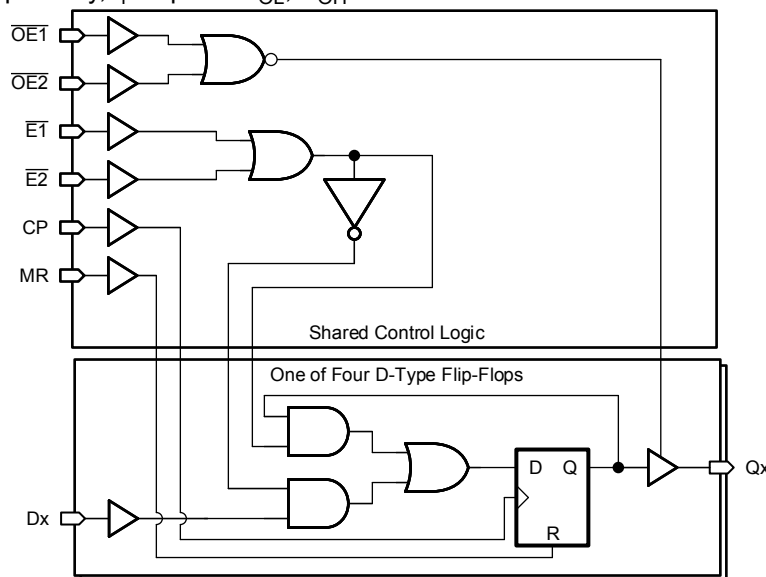 OE1
OE2
E1
E2
CP
MR
Shared Control Logic
One of Four D-Type Flip-Flops
D Q
R
Dx
Qx